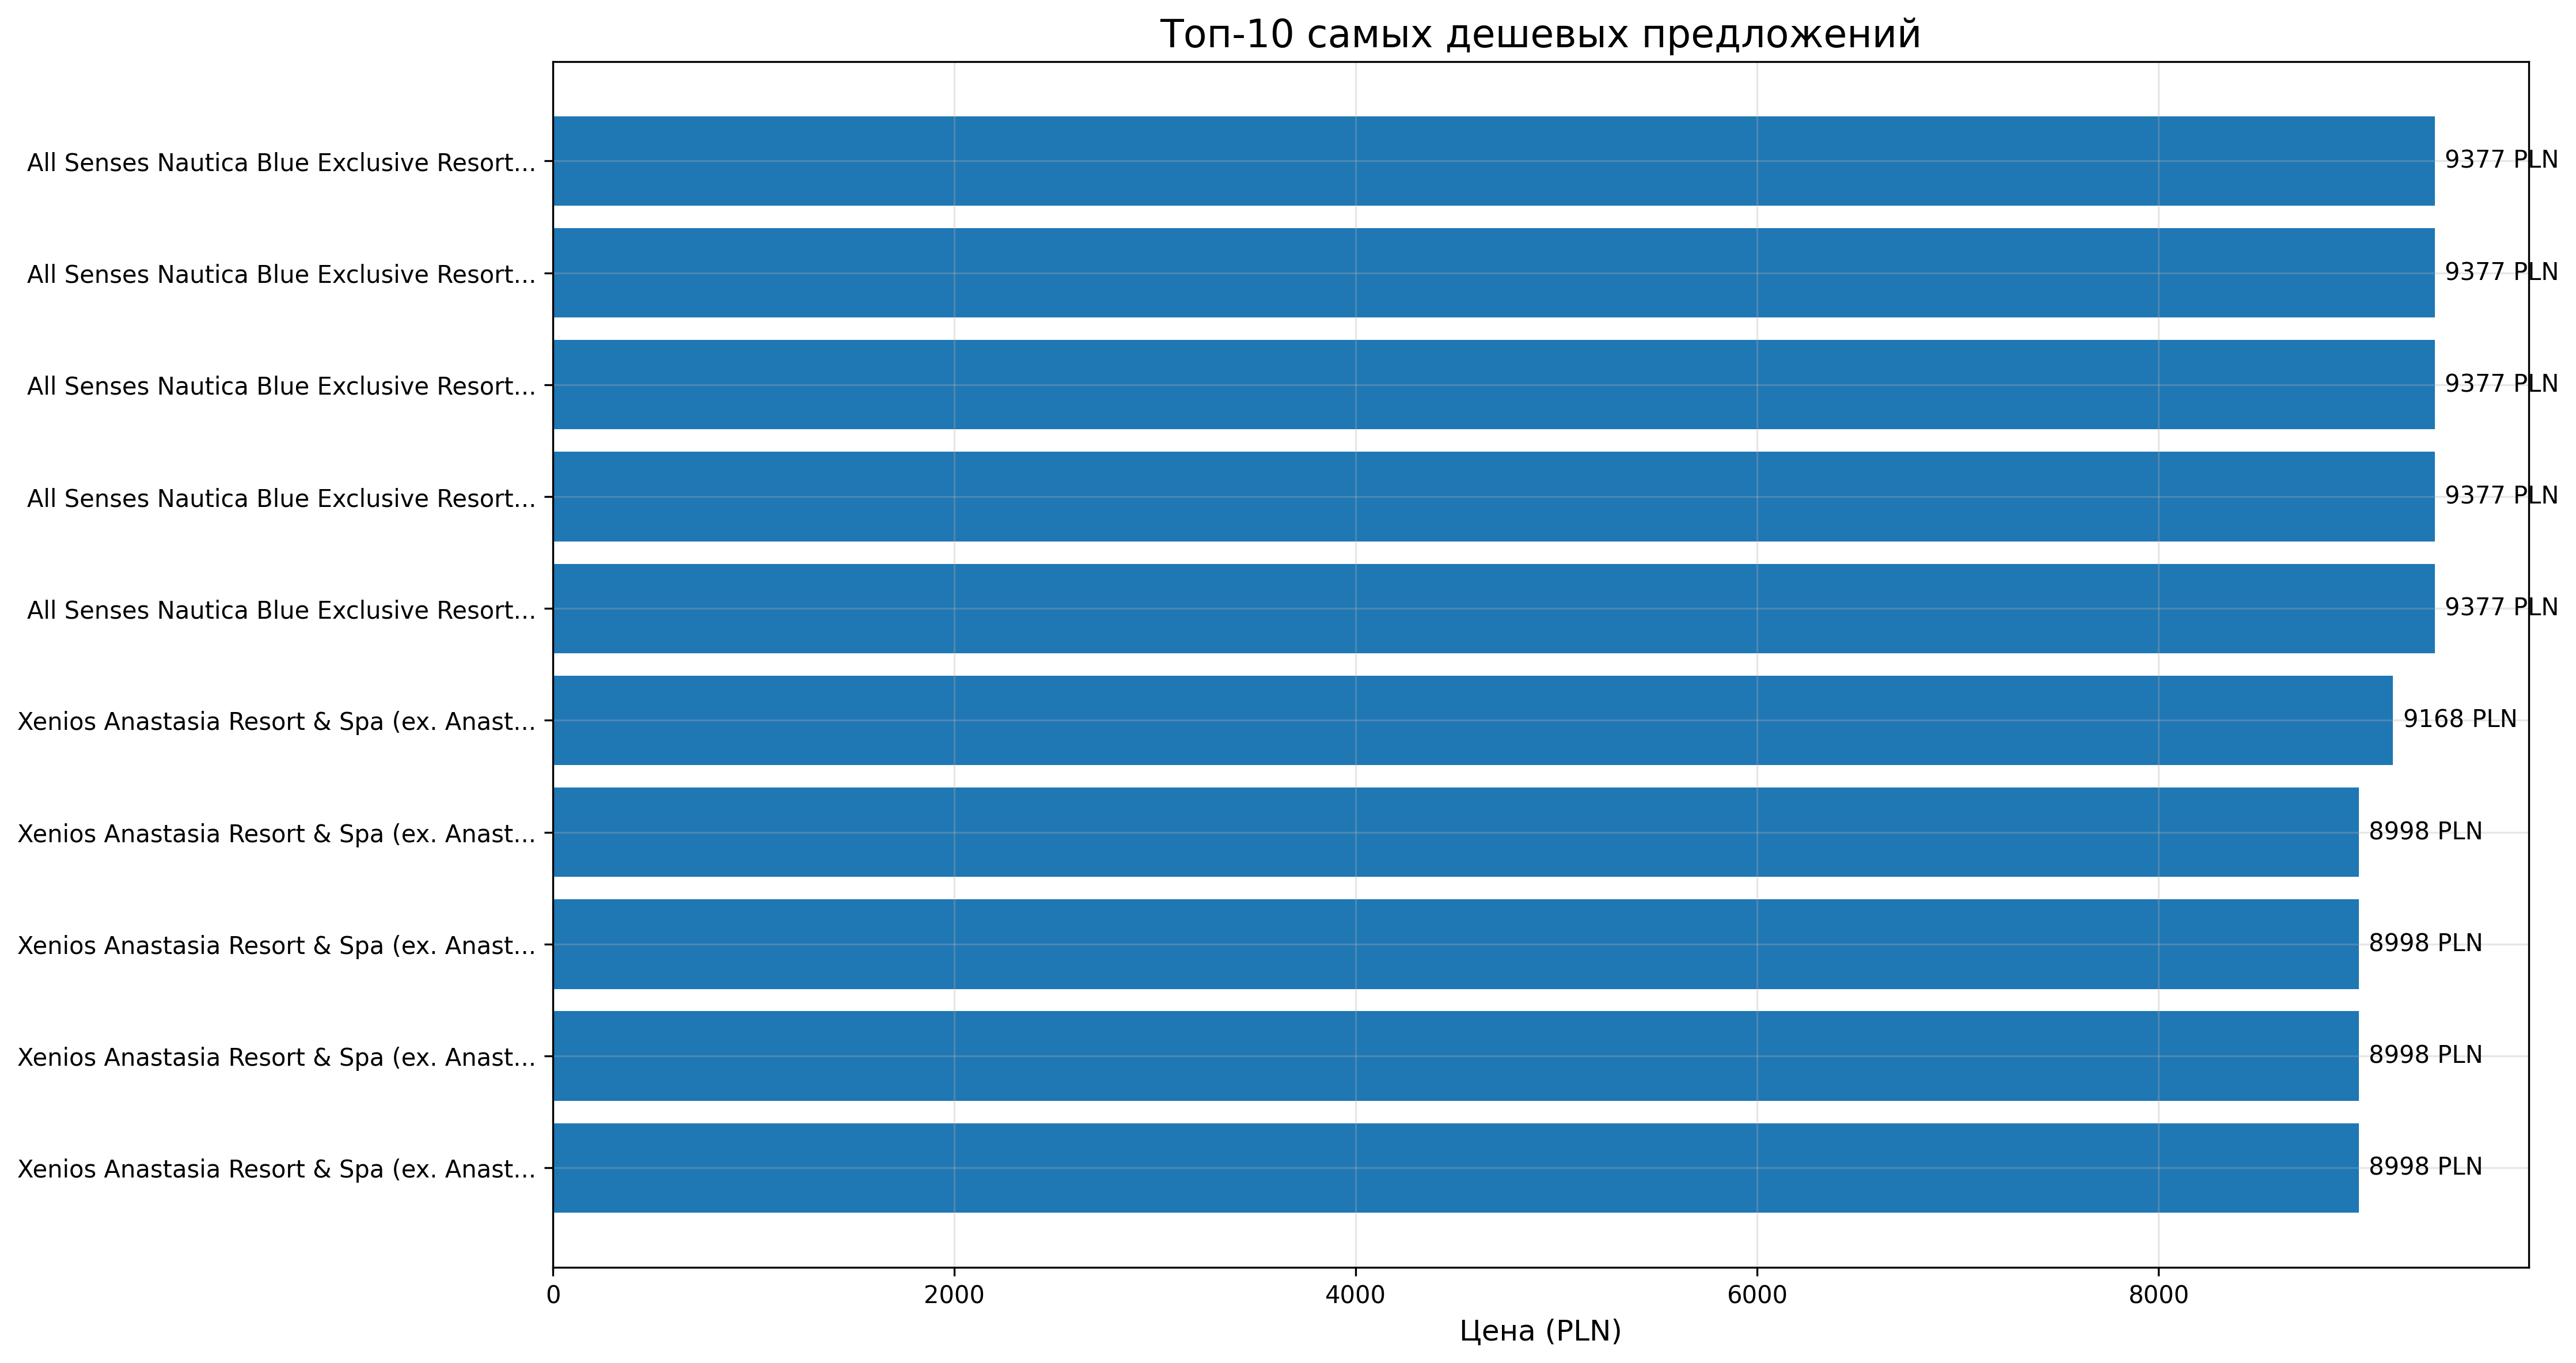 Топ-10 самых дешевых предложений
All Senses Nautica Blue Exclusive Resort... 9377 PLN
All Senses Nautica Blue Exclusive Resort... 9377 PLN
All Senses Nautica Blue Exclusive Resort... 9377 PLN
All Senses Nautica Blue Exclusive Resort... 9377 PLN
All Senses Nautica Blue Exclusive Resort... 9377 PLN
Xenios Anastasia Resort & Spa (ex. Anast... 9168 PLN
Xenios Anastasia Resort & Spa (ex. Anast... 8998 PLN
Xenios Anastasia Resort & Spa (ex. Anast... 8998 PLN
Xenios Anastasia Resort & Spa (ex. Anast... 8998 PLN
Xenios Anastasia Resort & Spa (ex. Anast... 8998 PLN
0 2000 4000 6000 8000
Цена (PLN)